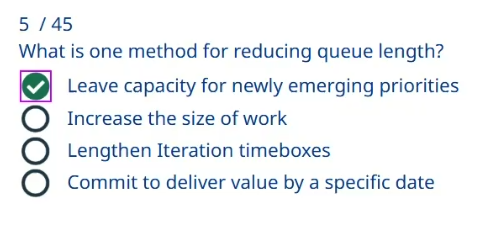 5 / 45
What is one method for reducing queue length?
Leave capacity for newly emerging priorities
Increase the size of work
Lengthen Iteration timeboxes
Commit to deliver value by a specific date